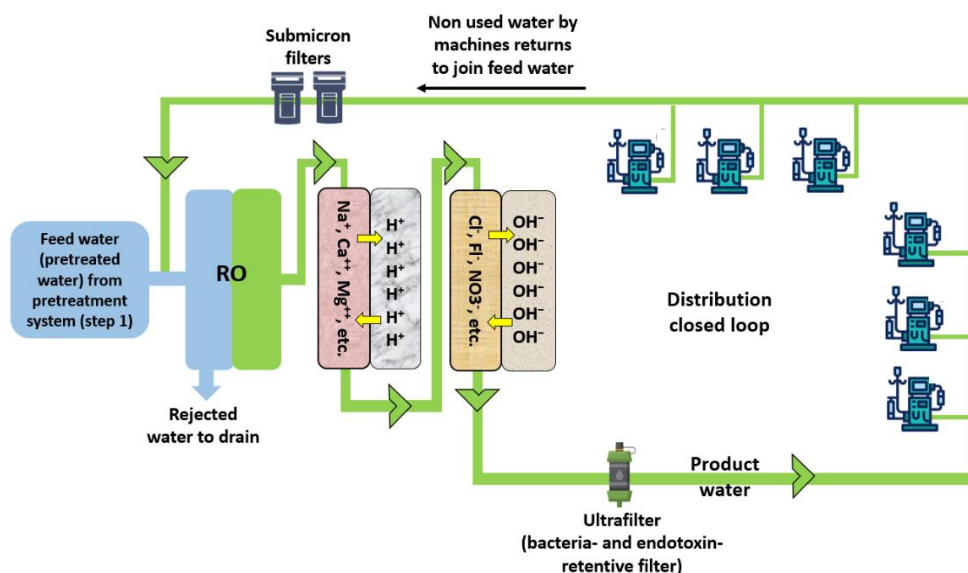 Submicron
filters
Non used water by
machines returns
to join feed water
Feed water
(pretreated
water) from
pretreatment
system (step 1)
RO
Rejected
water to drain
Na⁺, Ca⁺⁺, Mg⁺⁺, etc.
H⁺
H⁺
H⁺
H⁺
H⁺
H⁺
Cl⁻, Fl⁻, NO3⁻, etc.
OH⁻
OH⁻
OH⁻
OH⁻
OH⁻
OH⁻
Distribution
closed loop
Product
water
Ultrafilter
(bacteria- and endotoxin-
retentive filter)